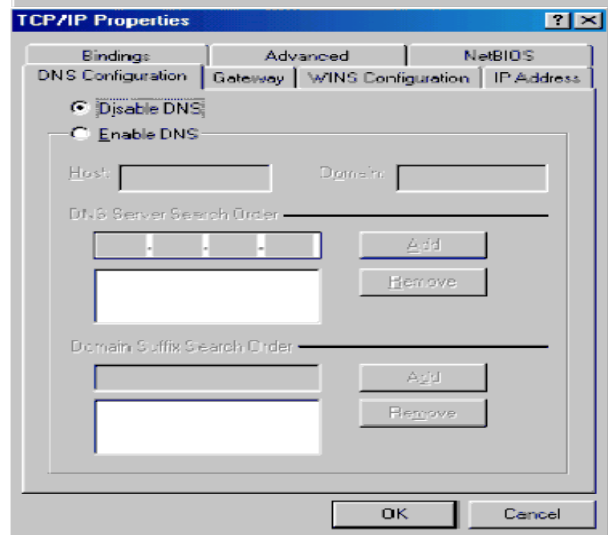 TCP/IP Properties
Bindings Advanced NetBIOS
DNS Configuration Gateway WINS Configuration IP Address
Disable DNS
Enable DNS
Host: Domain:
DNS Server Search Order
Add
Remove
Domain Suffix Search Order
Add
Remove
OK Cancel